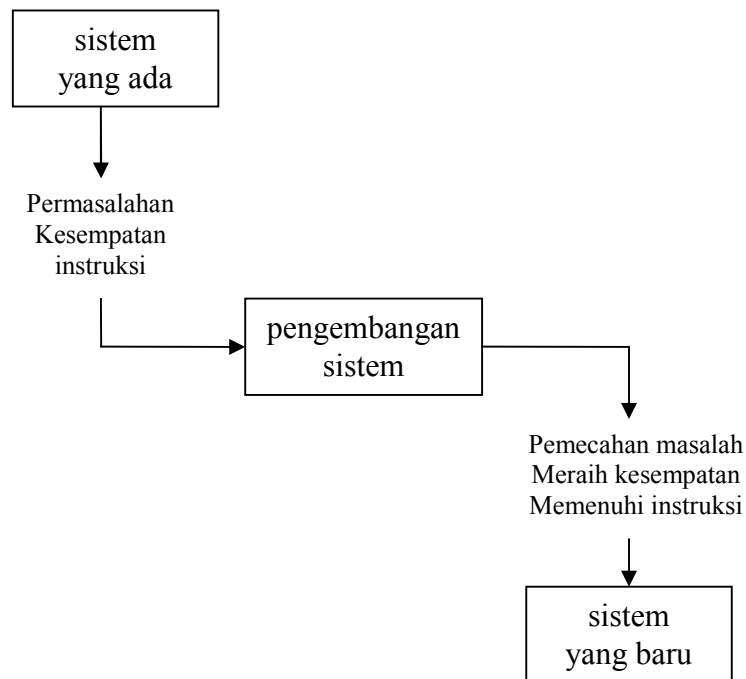 sistem
yang ada
Permasalahan
Kesempatan
instruksi
pengembangan
sistem
Pemecahan masalah
Meraih kesempatan
Memenuhi instruksi
sistem
yang baru